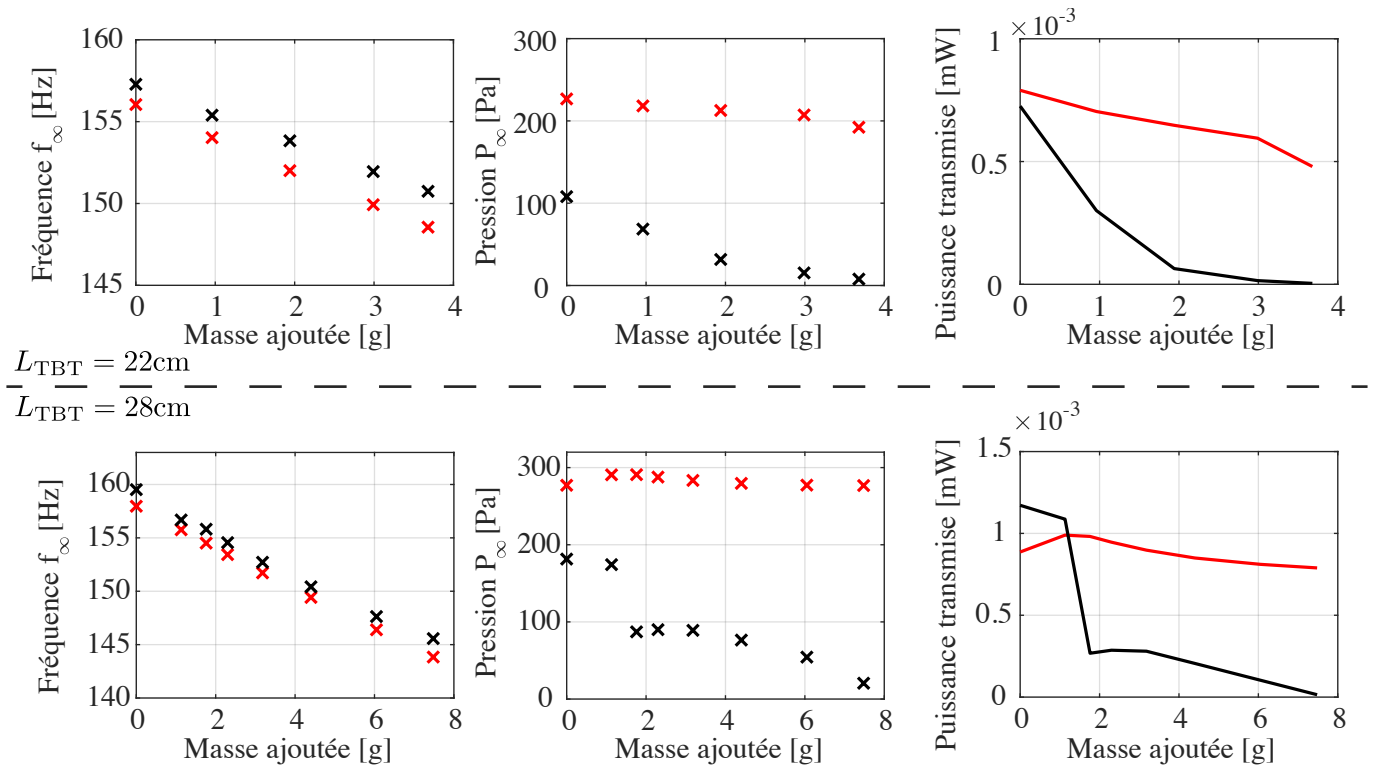 160
155
150
145
0 1 2 3 4
Fréquence f∞ [Hz]
Masse ajoutée [g]
300
200
100
0
0 1 2 3 4
Pression P∞ [Pa]
Masse ajoutée [g]
×10-3
1
0.5
0
0 1 2 3 4
Puissance transmise [mW]
Masse ajoutée [g]
LTBT = 22cm
LTBT = 28cm
160
155
150
145
140
0 2 4 6 8
Fréquence f∞ [Hz]
Masse ajoutée [g]
300
200
100
0
0 2 4 6 8
Pression P∞ [Pa]
Masse ajoutée [g]
×10-3
1.5
1
0.5
0
0 2 4 6 8
Puissance transmise [mW]
Masse ajoutée [g]